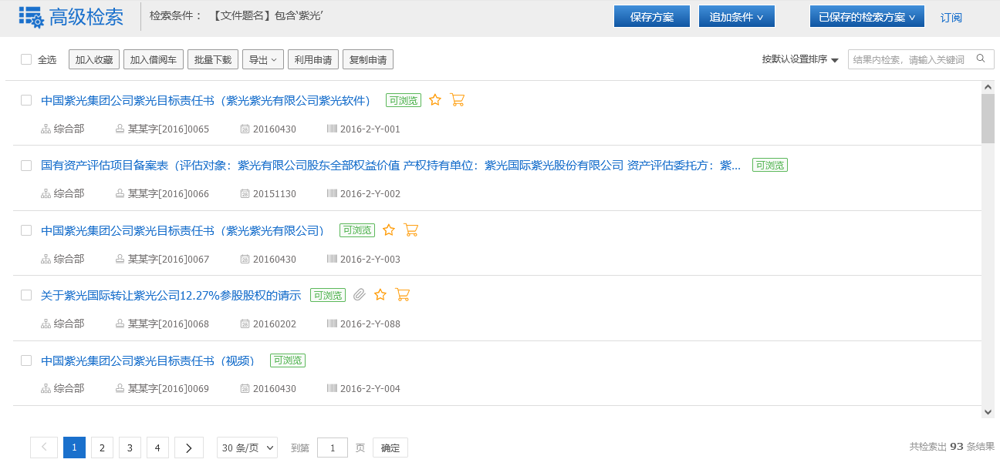 高级检索 检索条件： 【文件题名】包含'紫光' 保存方案 追加条件 已保存的检索方案 订阅
全选 加入收藏 加入借阅车 批量下载 导出 利用申请 复制申请 按默认设置排序 结果内检索，请输入关键词
中国紫光集团公司紫光目标责任书（紫光紫光有限公司紫光软件） 可浏览
综合部 某某字[2016]0065 20160430 2016-2-Y-001
国有资产评估项目备案表（评估对象：紫光有限公司股东全部权益价值 产权持有单位：紫光国际紫光股份有限公司 资产评估委托方：紫... 可浏览
综合部 某某字[2016]0066 20151130 2016-2-Y-002
中国紫光集团公司紫光目标责任书（紫光紫光有限公司） 可浏览
综合部 某某字[2016]0067 20160430 2016-2-Y-003
关于紫光国际转让紫光公司12.27%参股股权的请示 可浏览
综合部 某某字[2016]0068 20160202 2016-2-Y-088
中国紫光集团公司紫光目标责任书（视频） 可浏览
综合部 某某字[2016]0069 20160430 2016-2-Y-004
1 2 3 4 30 条/页 到第 1 页 确定 共检索出 93 条结果